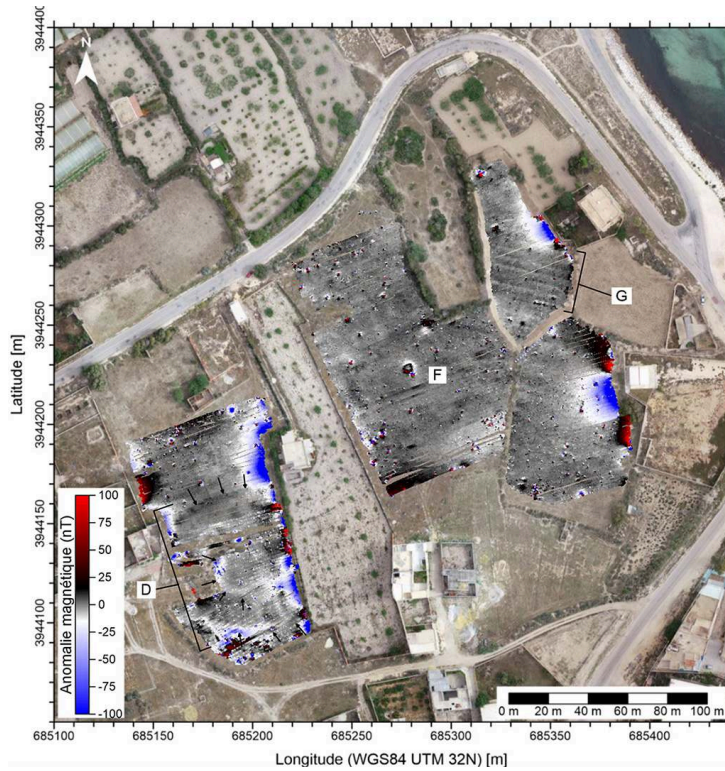 3944400
3944350
3944300
3944250
3944200
3944150
3944100
Latitude [m]
N
G
F
D
100
75
50
25
0
-25
-50
-75
-100
Anomalie magnétique (nT)
0 m 20 m 40 m 60 m 80 m 100 m
685100 685150 685200 685250 685300 685350 685400
Longitude (WGS84 UTM 32N) [m]